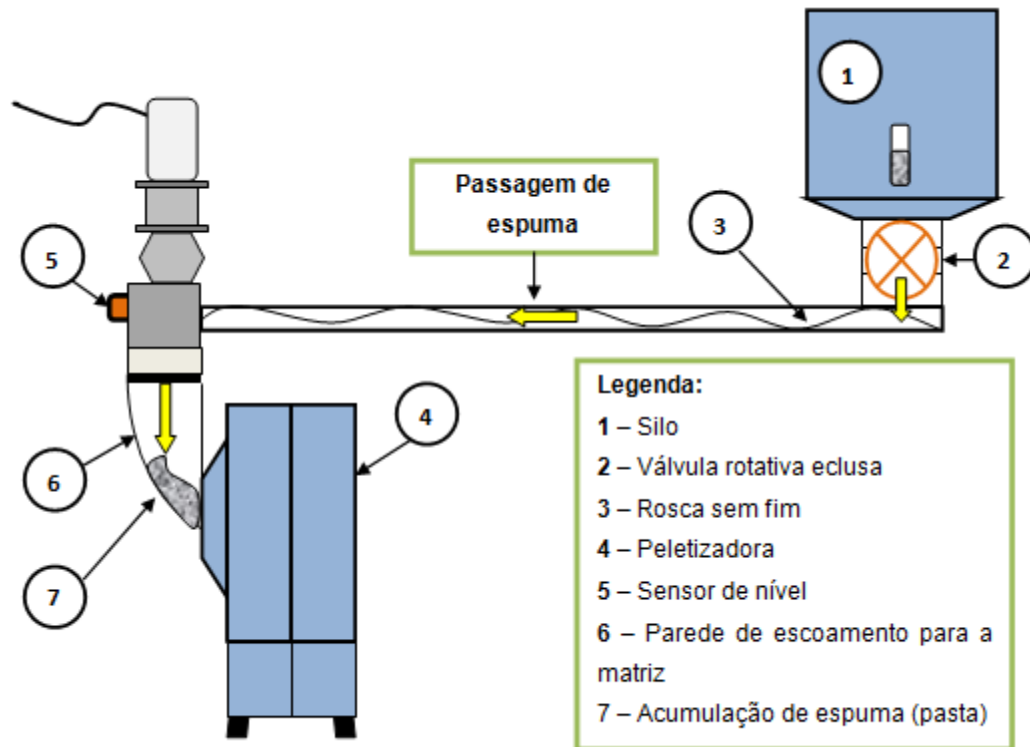 1
Passagem de
espuma
3
2
5
4
6
7
Legenda:
1 – Silo
2 – Válvula rotativa eclusa
3 – Rosca sem fim
4 – Peletizadora
5 – Sensor de nível
6 – Parede de escoamento para a
matriz
7 – Acumulação de espuma (pasta)